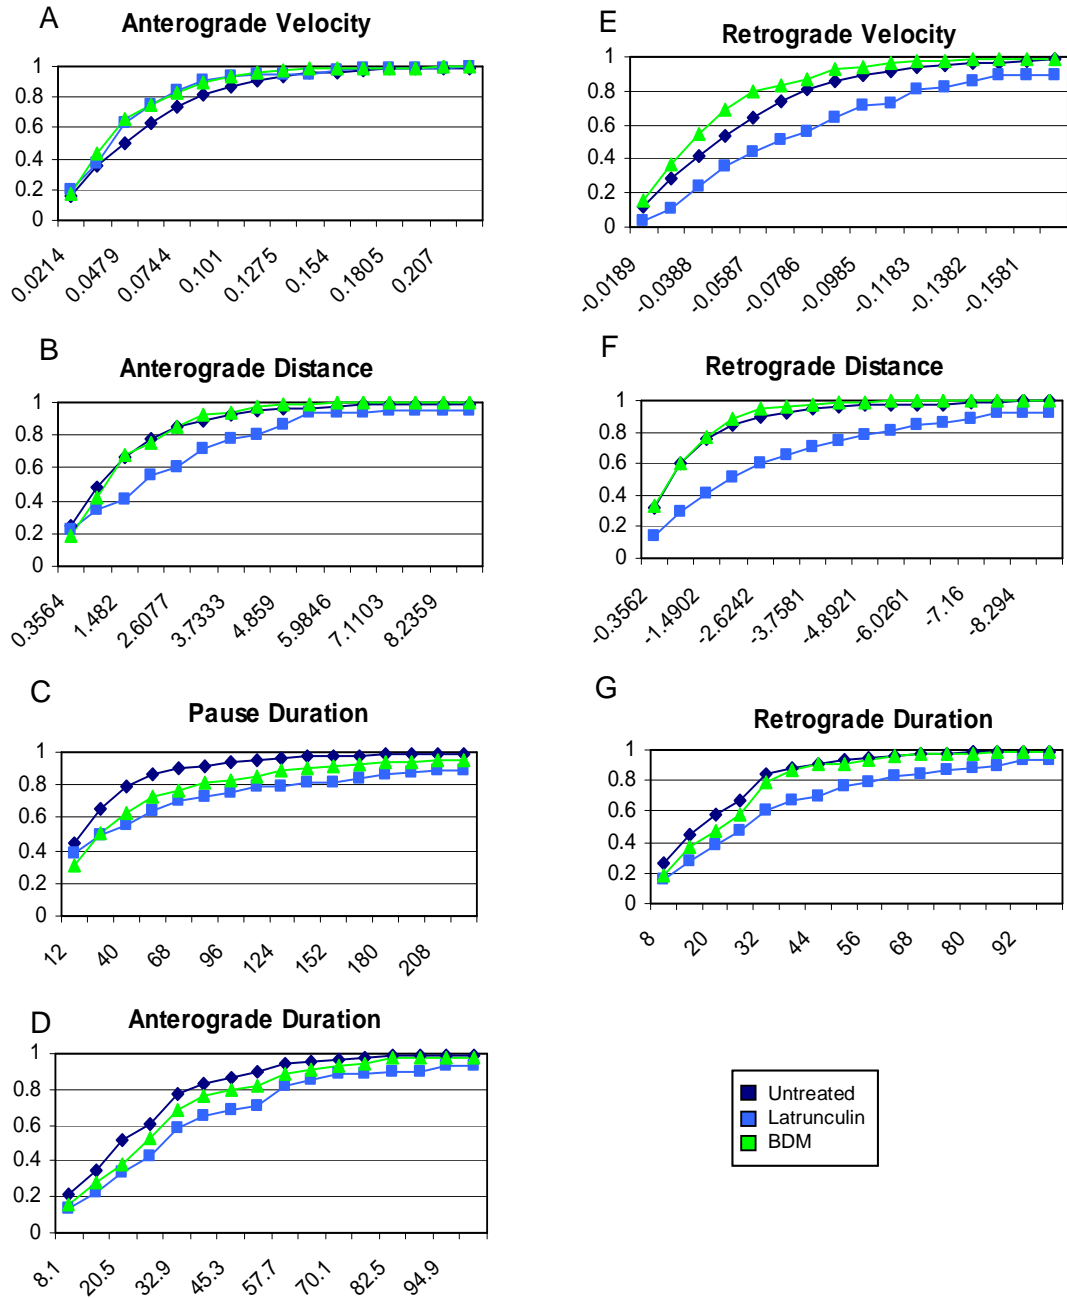 A
Anterograde Velocity
1
0.8
0.6
0.4
0.2
0
0.0214 0.0479 0.0744 0.101 0.1275 0.154 0.1805 0.207
B
Anterograde Distance
1
0.8
0.6
0.4
0.2
0
0.3564 1.482 2.6077 3.7333 4.859 5.9846 7.1103 8.2359
C
Pause Duration
1
0.8
0.6
0.4
0.2
0
12 40 68 96 124 152 180 208
D
Anterograde Duration
1
0.8
0.6
0.4
0.2
0
8.1 20.5 32.9 45.3 57.7 70.1 82.5 94.9
E
Retrograde Velocity
1
0.8
0.6
0.4
0.2
0
-0.0189 -0.0388 -0.0587 -0.0786 -0.0985 -0.1183 -0.1382 -0.1581
F
Retrograde Distance
1
0.8
0.6
0.4
0.2
0
-0.3562 -1.4902 -2.6242 -3.7581 -4.8921 -6.0261 -7.16 -8.294
G
Retrograde Duration
1
0.8
0.6
0.4
0.2
0
8 20 32 44 56 68 80 92
Untreated
Latrunculin
BDM